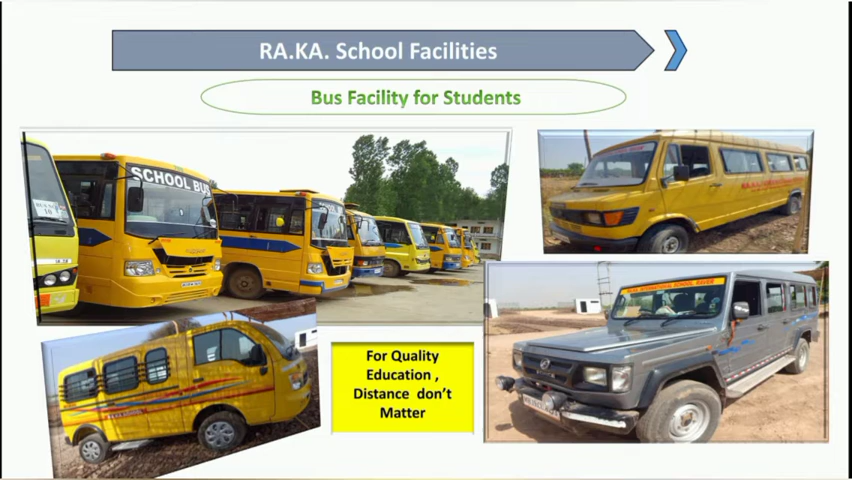 RA.KA. School Facilities
Bus Facility for Students
SCHOOL BUS
For Quality
Education ,
Distance don't
Matter